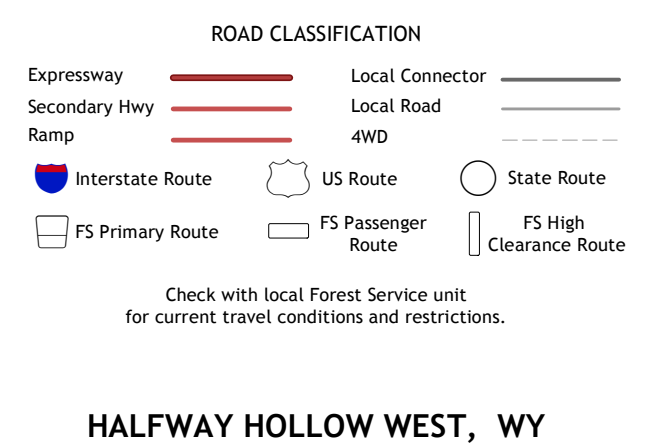 ROAD CLASSIFICATION
Expressway
Secondary Hwy
Ramp
Local Connector
Local Road
4WD
Interstate Route
US Route
State Route
FS Primary Route
FS Passenger
Route
FS High
Clearance Route
Check with local Forest Service unit
for current travel conditions and restrictions.
HALFWAY HOLLOW WEST, WY